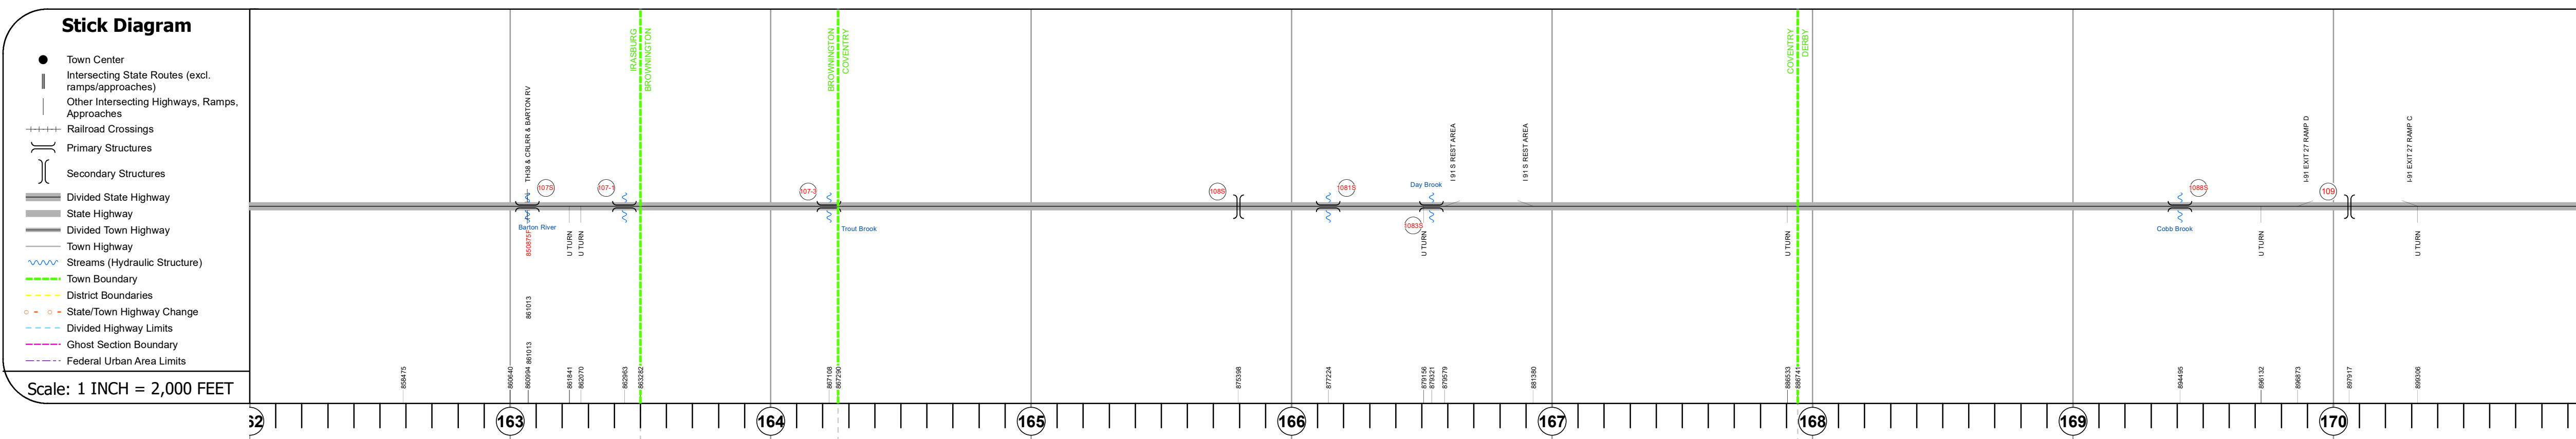 Stick Diagram
Town Center
Intersecting State Routes (excl.
ramps/approaches)
Other Intersecting Highways, Ramps,
Approaches
Railroad Crossings
Primary Structures
Secondary Structures
Divided State Highway
State Highway
Divided Town Highway
Town Highway
Streams (Hydraulic Structure)
Town Boundary
District Boundaries
State/Town Highway Change
Divided Highway Limits
Ghost Section Boundary
Federal Urban Area Limits
Scale: 1 INCH = 2,000 FEET
IRASBURG
BROWNINGTON
BROWNINGTON
COVENTRY
COVENTRY
DERBY
TH38 & CRLRR & BARTON RV
I 91 S REST AREA
I 91 S REST AREA
I-91 EXIT 27 RAMP D
I-91 EXIT 27 RAMP C
107S
107-1
107-3
108S
1081S
Day Brook
1083S
1088S
109
Barton River
850875F
U TURN
U TURN
Trout Brook
U TURN
U TURN
Cobb Brook
U TURN
U TURN
861013
858475
860640
860994
861013
861841
862070
862963
863282
867108
867290
875398
877224
879156
879321
879579
881380
886533
886741
894495
896132
896873
897917
899306
62
163
164
165
166
167
168
169
170